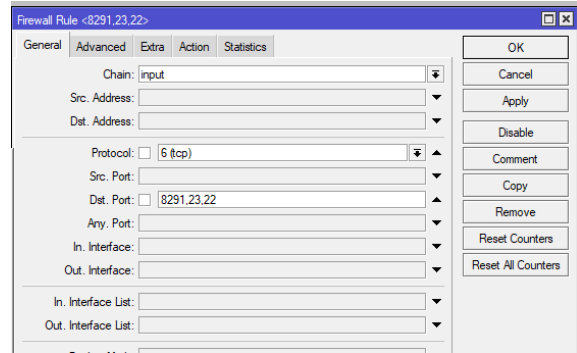 Firewall Rule <8291,23,22>
General Advanced Extra Action Statistics
Chain: input
Src. Address:
Dst. Address:
Protocol: 6 (tcp)
Src. Port:
Dst. Port: 8291,23,22
Any. Port:
In. Interface:
Out. Interface:
In. Interface List:
Out. Interface List:
OK
Cancel
Apply
Disable
Comment
Copy
Remove
Reset Counters
Reset All Counters